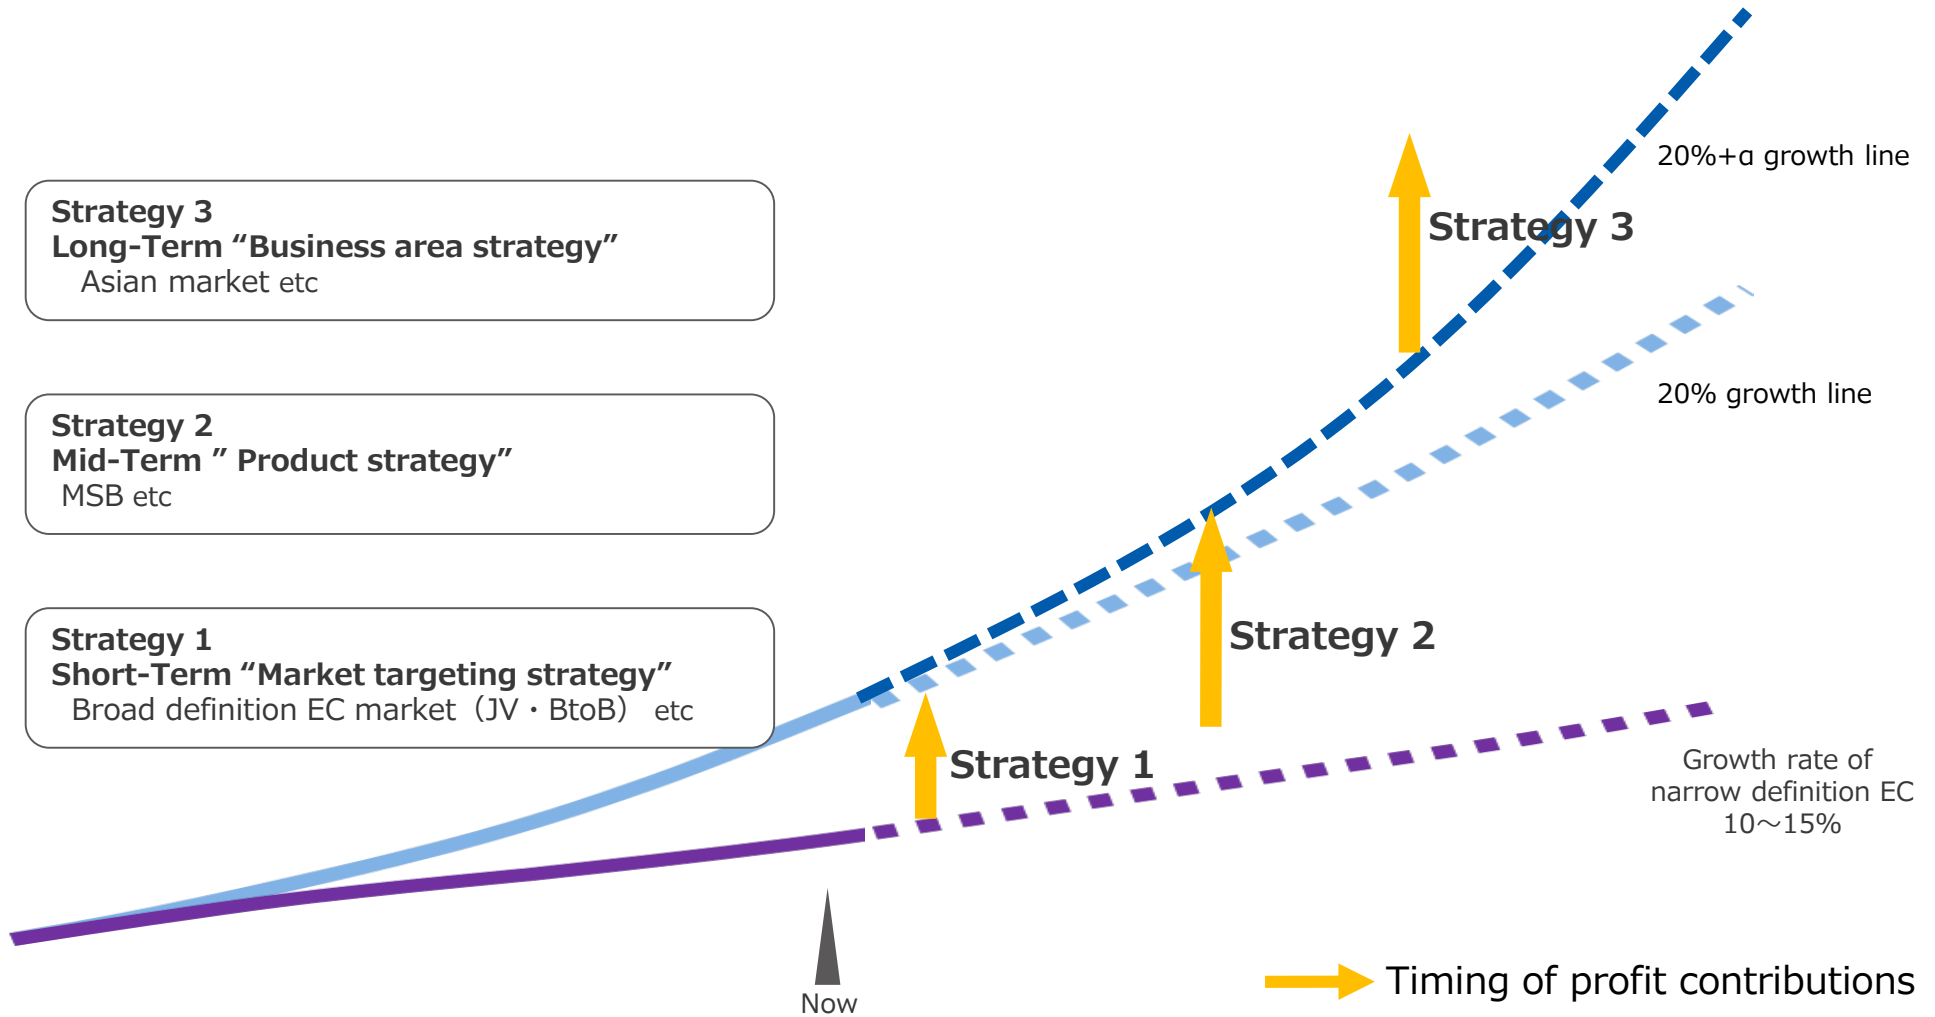 20%+α growth line
Strategy 3
Long-Term “Business area strategy”
Asian market etc
Strategy 3
20% growth line
Strategy 2
Mid-Term ” Product strategy”
MSB etc
Strategy 2
Strategy 1
Short-Term “Market targeting strategy”
Broad definition EC market（JV・BtoB） etc
Strategy 1
Growth rate of
narrow definition EC
10～15%
Now
Timing of profit contributions